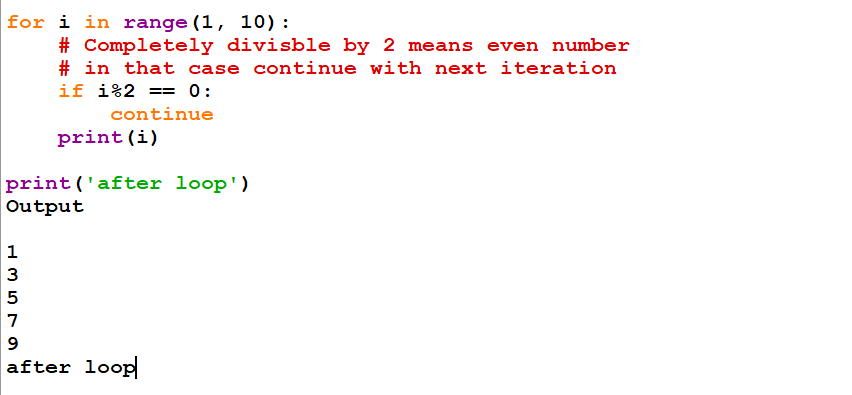 for i in range(1, 10):
    # Completely divisble by 2 means even number
    # in that case continue with next iteration
    if i%2 == 0:
        continue
    print(i)

print('after loop')
Output

1
3
5
7
9
after loop